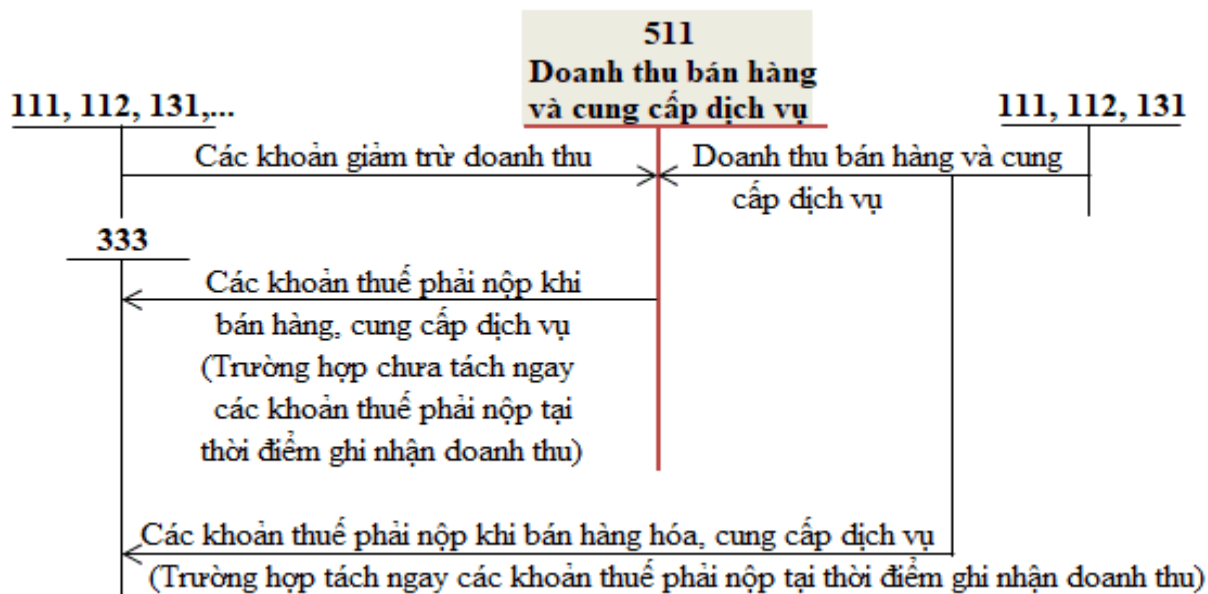 511
Doanh thu bán hàng
và cung cấp dịch vụ
111, 112, 131,...
111, 112, 131
Các khoản giảm trừ doanh thu
Doanh thu bán hàng và cung
cấp dịch vụ
333
Các khoản thuế phải nộp khi
bán hàng, cung cấp dịch vụ
(Trường hợp chưa tách ngay
các khoản thuế phải nộp tại
thời điểm ghi nhận doanh thu)
Các khoản thuế phải nộp khi bán hàng hóa, cung cấp dịch vụ
(Trường hợp tách ngay các khoản thuế phải nộp tại thời điểm ghi nhận doanh thu)